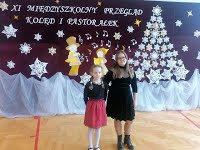 XI MIĘDZYSZKOLNY PRZEGLĄD
KOLĘD I PASTORAŁEK